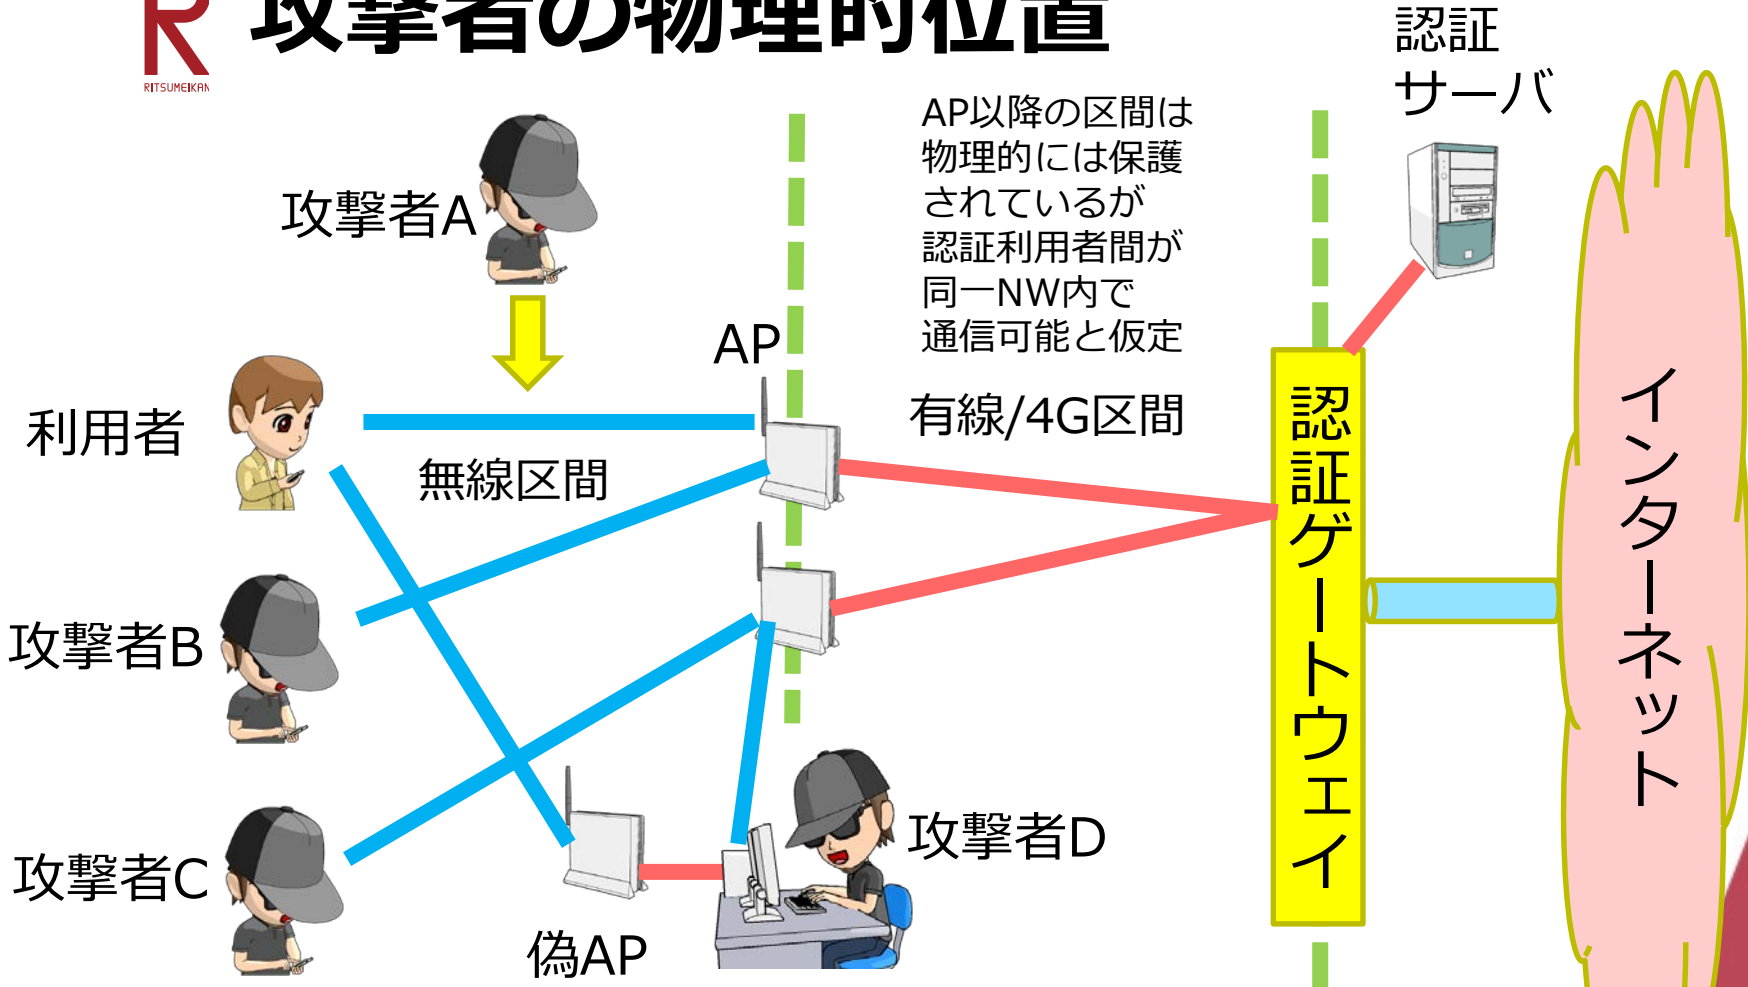 攻撃者の物理的位置
RITSUMEIKAN
認証
サーバ
AP以降の区間は
物理的には保護
されているが
認証利用者間が
同一NW内で
通信可能と仮定
攻撃者A
AP
利用者
有線/4G区間
無線区間
認証ゲートウェイ
インターネット
攻撃者B
攻撃者C
攻撃者D
偽AP